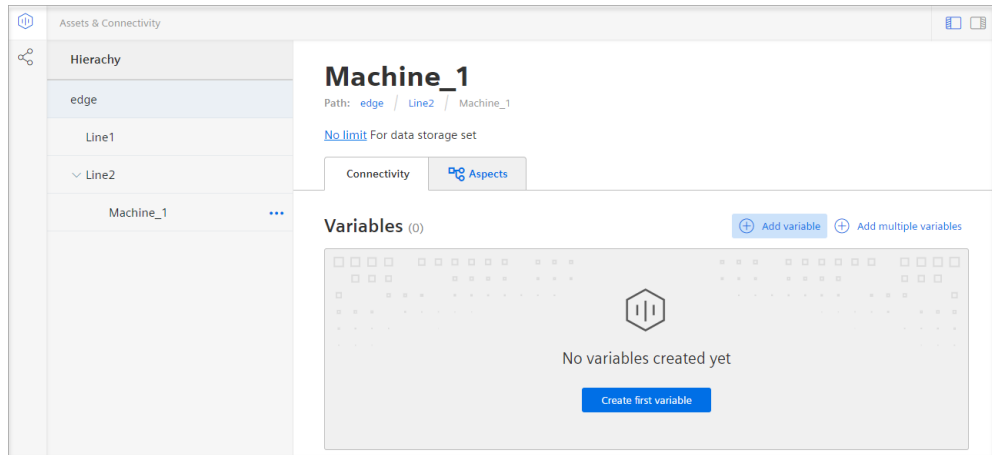 Assets & Connectivity
Hierachy
edge
Line1
Line2
Machine_1
Machine_1
Path: edge / Line2 / Machine_1
No limit For data storage set
Connectivity Aspects
Variables (0) Add variable Add multiple variables
No variables created yet
Create first variable